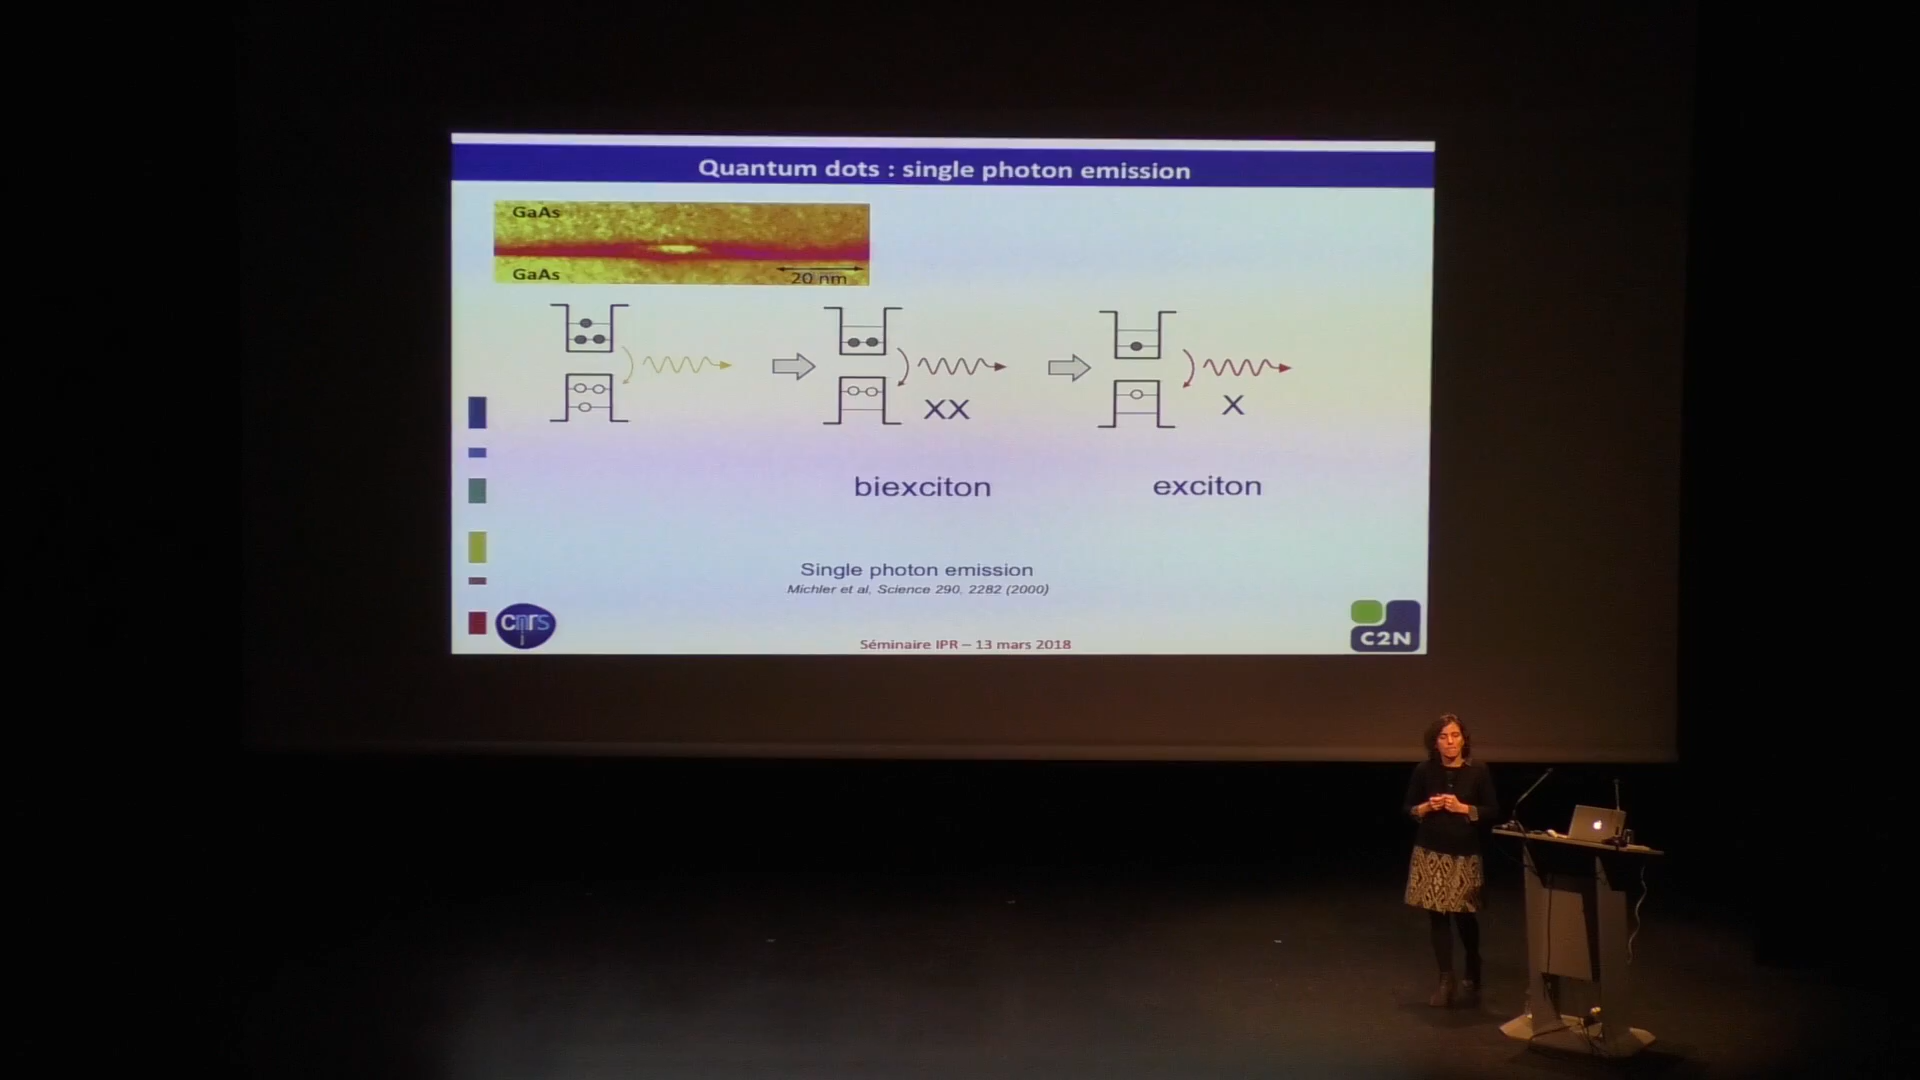 Quantum dots : single photon emission
GaAs
GaAs
20 nm
XX
X
biexciton
exciton
Single photon emission
Michler et al, Science 290, 2282 (2000)
cnrs
Séminaire IPR – 13 mars 2018
C2N